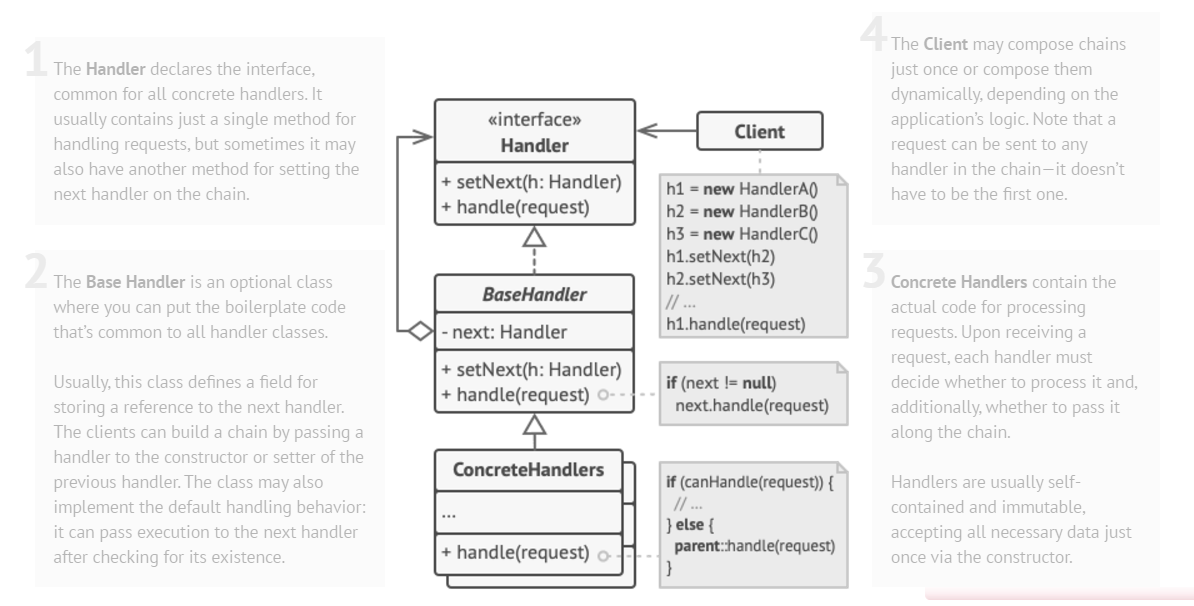 1
The Handler declares the interface,
common for all concrete handlers. It
usually contains just a single method for
handling requests, but sometimes it may
also have another method for setting the
next handler on the chain.
2
The Base Handler is an optional class
where you can put the boilerplate code
that's common to all handler classes.
Usually, this class defines a field for
storing a reference to the next handler.
The clients can build a chain by passing a
handler to the constructor or setter of the
previous handler. The class may also
implement the default handling behavior:
it can pass execution to the next handler
after checking for its existence.
«interface»
Handler
+ setNext(h: Handler)
+ handle(request)
BaseHandler
- next: Handler
+ setNext(h: Handler)
+ handle(request)
ConcreteHandlers
...
+ handle(request)
Client
h1 = new HandlerA()
h2 = new HandlerB()
h3 = new HandlerC()
h1.setNext(h2)
h2.setNext(h3)
// ...
h1.handle(request)
if (next != null)
next.handle(request)
if (canHandle(request)) {
// ...
} else {
parent::handle(request)
}
4
The Client may compose chains
just once or compose them
dynamically, depending on the
application's logic. Note that a
request can be sent to any
handler in the chain—it doesn't
have to be the first one.
3
Concrete Handlers contain the
actual code for processing
requests. Upon receiving a
request, each handler must
decide whether to process it and,
additionally, whether to pass it
along the chain.
Handlers are usually self-
contained and immutable,
accepting all necessary data just
once via the constructor.